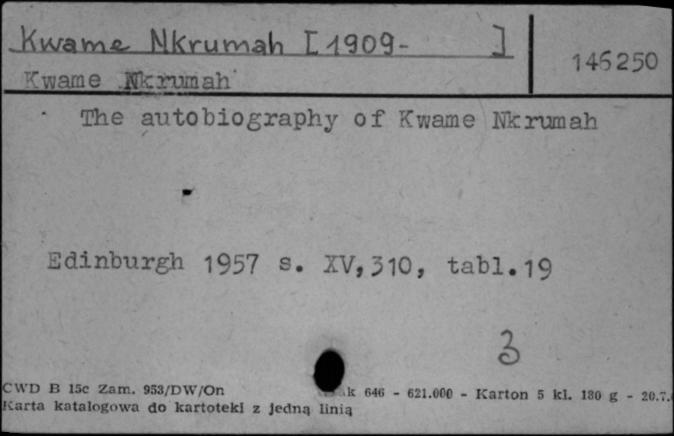 Kwame Nkrumah [1909- ]
146250
Kwame Nkrumah
The autobiography of Kwame Nkrumah
Edinburgh 1957 s. XV,310, tabl.19
3
CWD B 15c Zam. 953/DW/On 646 - 621.000 - Karton 5 kl. 180 g - 20.7.
Karta katalogowa do kartoteki z jedną linią